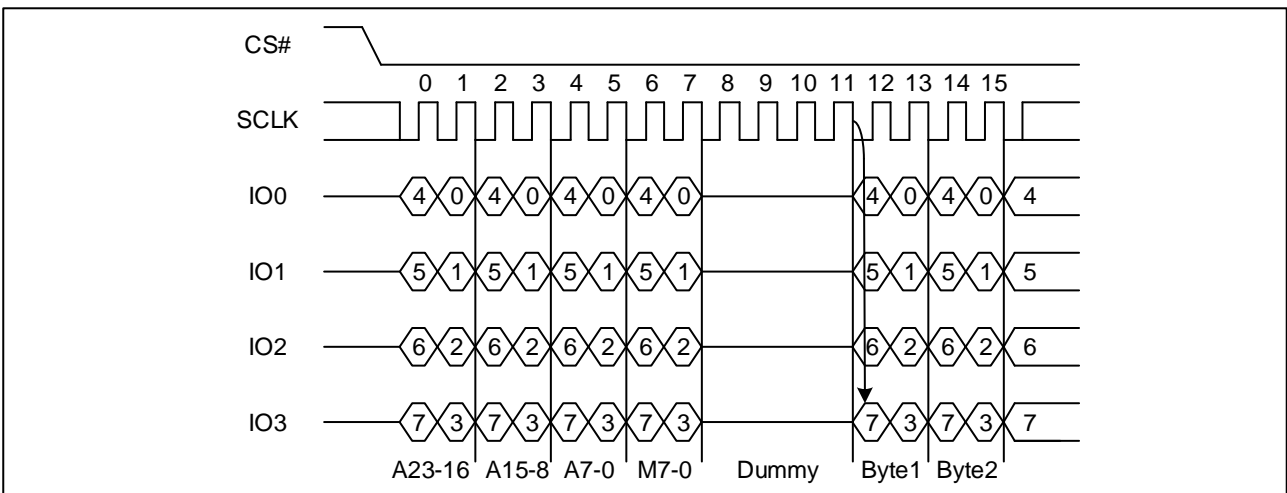 CS#
0 1 2 3 4 5 6 7 8 9 10 11 12 13 14 15
SCLK
IO0 4 0 4 0 4 0 4 0 4 0 4 0 4
IO1 5 1 5 1 5 1 5 1 5 1 5 1 5
IO2 6 2 6 2 6 2 6 2 6 2 6 2 6
IO3 7 3 7 3 7 3 7 3 7 3 7 3 7
A23-16 A15-8 A7-0 M7-0 Dummy Byte1 Byte2